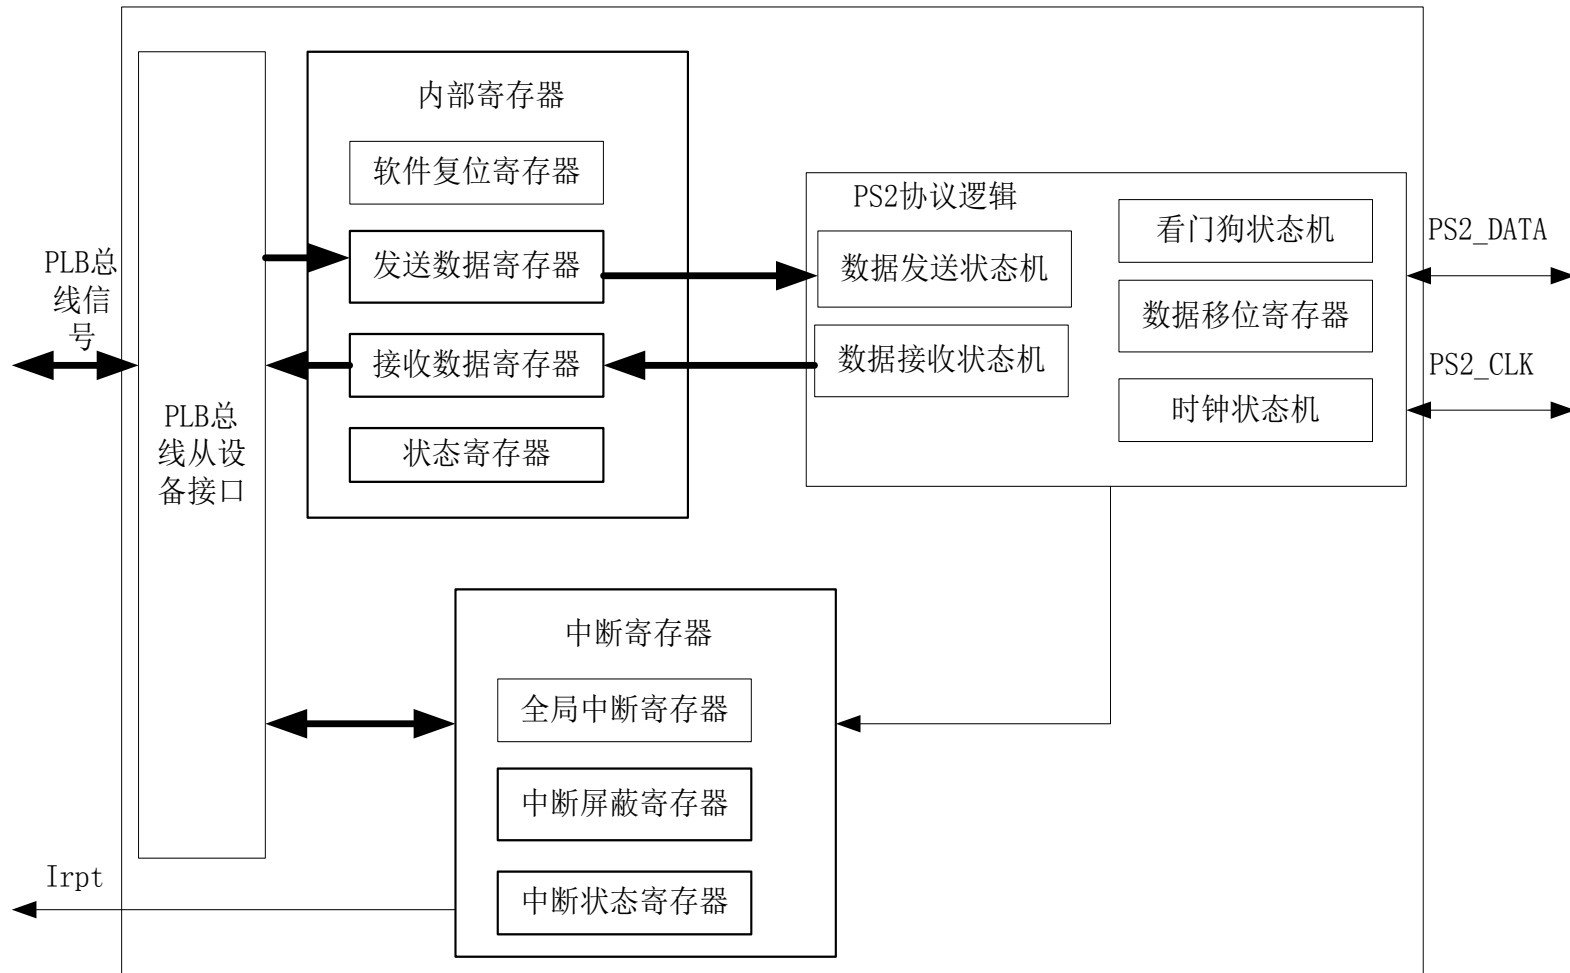 内部寄存器
软件复位寄存器
发送数据寄存器
接收数据寄存器
状态寄存器
PLB总
线信
号
PLB总
线从设
备接口
PS2协议逻辑
数据发送状态机
数据接收状态机
看门狗状态机
数据移位寄存器
时钟状态机
PS2_DATA
PS2_CLK
中断寄存器
全局中断寄存器
中断屏蔽寄存器
中断状态寄存器
Irpt